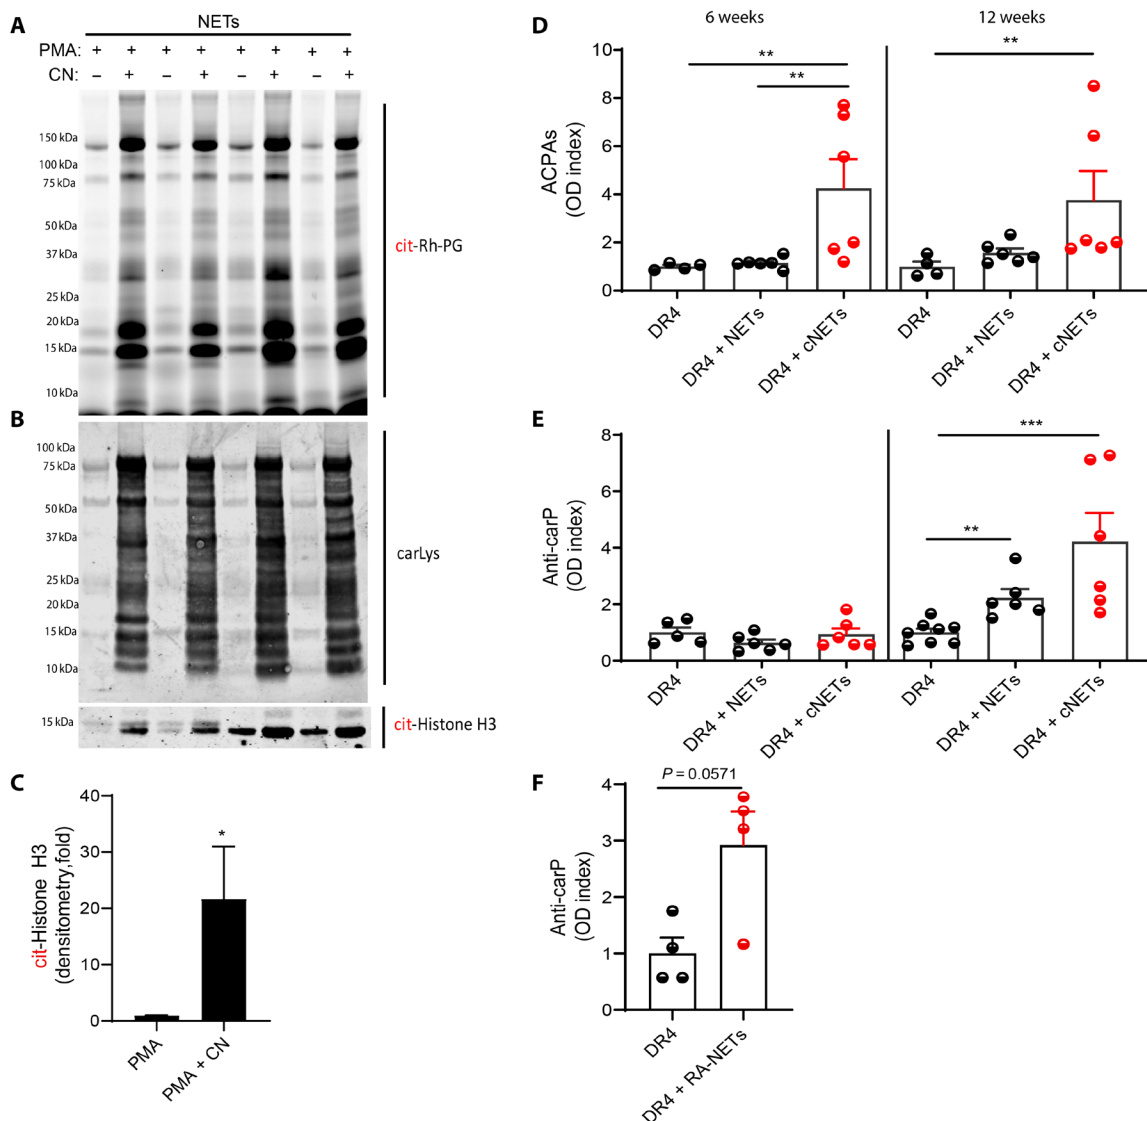 A
NETs
PMA: + + + + + + + +
CN: – + – + – + – +
150 kDa
100 kDa
75 kDa
50 kDa
37 kDa
25 kDa
20 kDa
15 kDa
10 kDa
cit-Rh-PG
B
100 kDa
75 kDa
50 kDa
37 kDa
25 kDa
20 kDa
15 kDa
10 kDa
carLys
15 kDa
cit-Histone H3
C
cit-Histone H3
(densitometry,fold)
40
30
20
10
0
*
PMA
PMA + CN
D
6 weeks
12 weeks
ACPAs
(OD index)
10
8
6
4
2
0
**
**
**
DR4
DR4 + NETs
DR4 + cNETs
DR4
DR4 + NETs
DR4 + cNETs
E
Anti-carP
(OD index)
8
6
4
2
0
***
**
DR4
DR4 + NETs
DR4 + cNETs
DR4
DR4 + NETs
DR4 + cNETs
F
P = 0.0571
Anti-carP
(OD index)
4
3
2
1
0
DR4
DR4 + RA-NETs